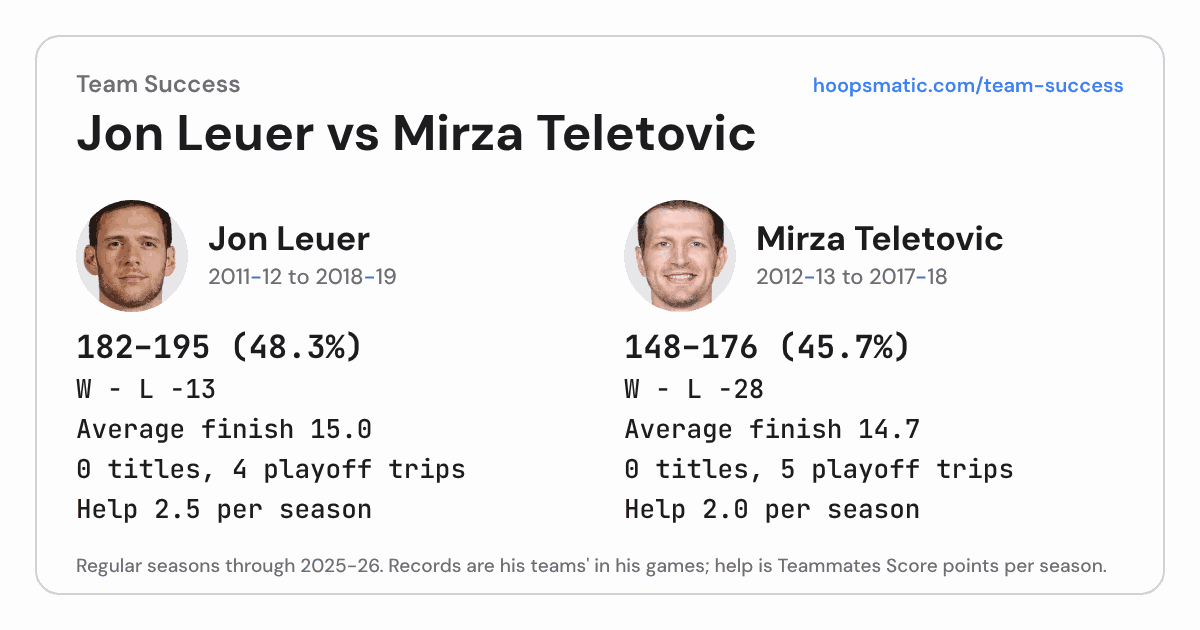 Team Success
hoopsmatic.com/team-success
Jon Leuer vs Mirza Teletovic
Jon Leuer
2011-12 to 2018-19
182-195 (48.3%)
W - L -13
Average finish 15.0
0 titles, 4 playoff trips
Help 2.5 per season
Mirza Teletovic
2012-13 to 2017-18
148-176 (45.7%)
W - L -28
Average finish 14.7
0 titles, 5 playoff trips
Help 2.0 per season
Regular seasons through 2025-26. Records are his teams' in his games; help is Teammates Score points per season.